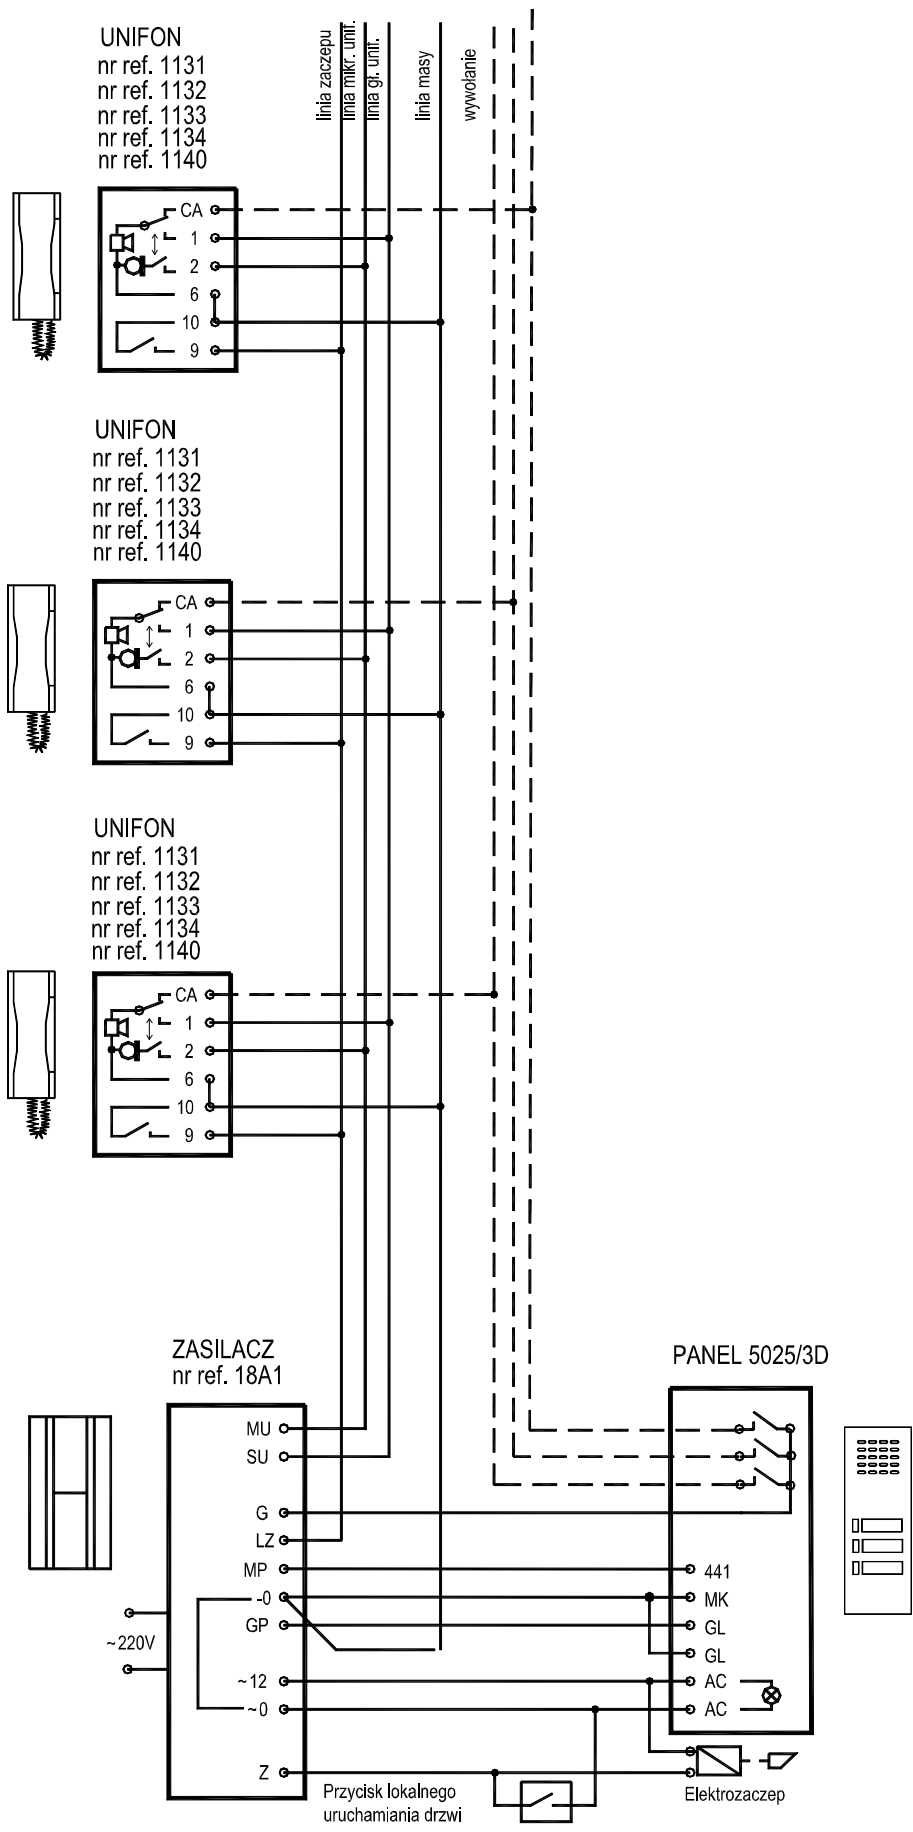 UNIFON
nr ref. 1131
nr ref. 1132
nr ref. 1133
nr ref. 1134
nr ref. 1140
linia zaczepu
linia mikr. unif.
linia gł. unif.
linia masy
wywołanie
CA
1
2
6
10
9
UNIFON
nr ref. 1131
nr ref. 1132
nr ref. 1133
nr ref. 1134
nr ref. 1140
CA
1
2
6
10
9
UNIFON
nr ref. 1131
nr ref. 1132
nr ref. 1133
nr ref. 1134
nr ref. 1140
CA
1
2
6
10
9
ZASILACZ
nr ref. 18A1
MU
SU
G
LZ
MP
-0
GP
~12
~0
Z
~220V
PANEL 5025/3D
441
MK
GL
GL
AC
AC
Elektrozaczep
Przycisk lokalnego
uruchamiania drzwi